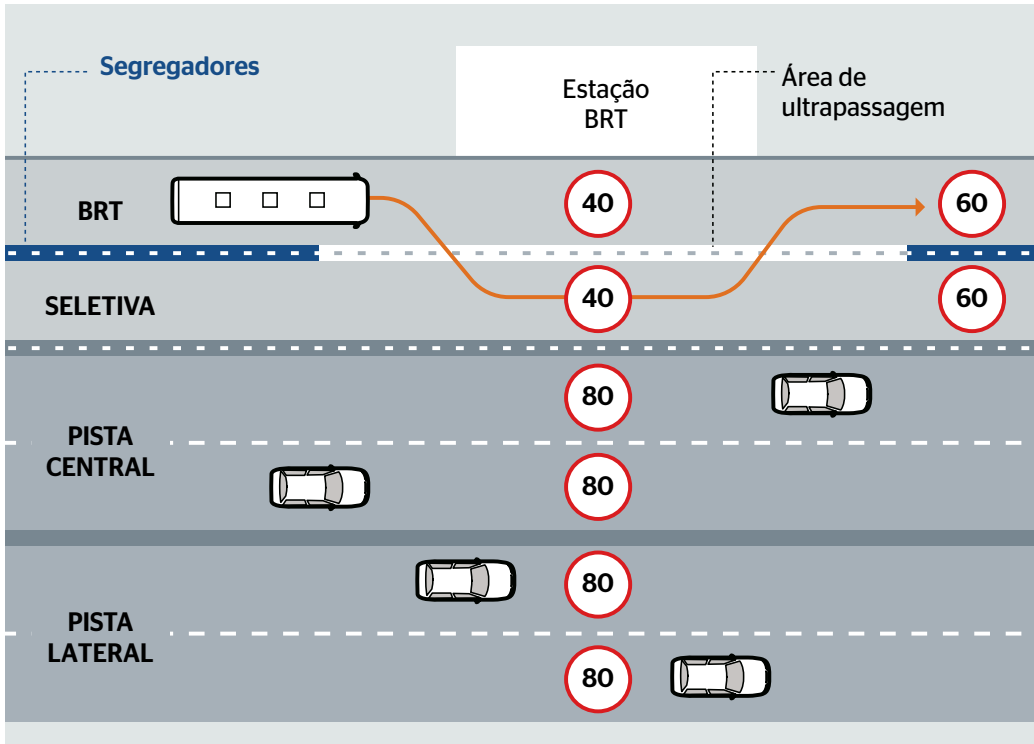 Segregadores
Estação
BRT
Área de
ultrapassagem
BRT
40
60
SELETIVA
40
60
PISTA
CENTRAL
80
80
PISTA
LATERAL
80
80